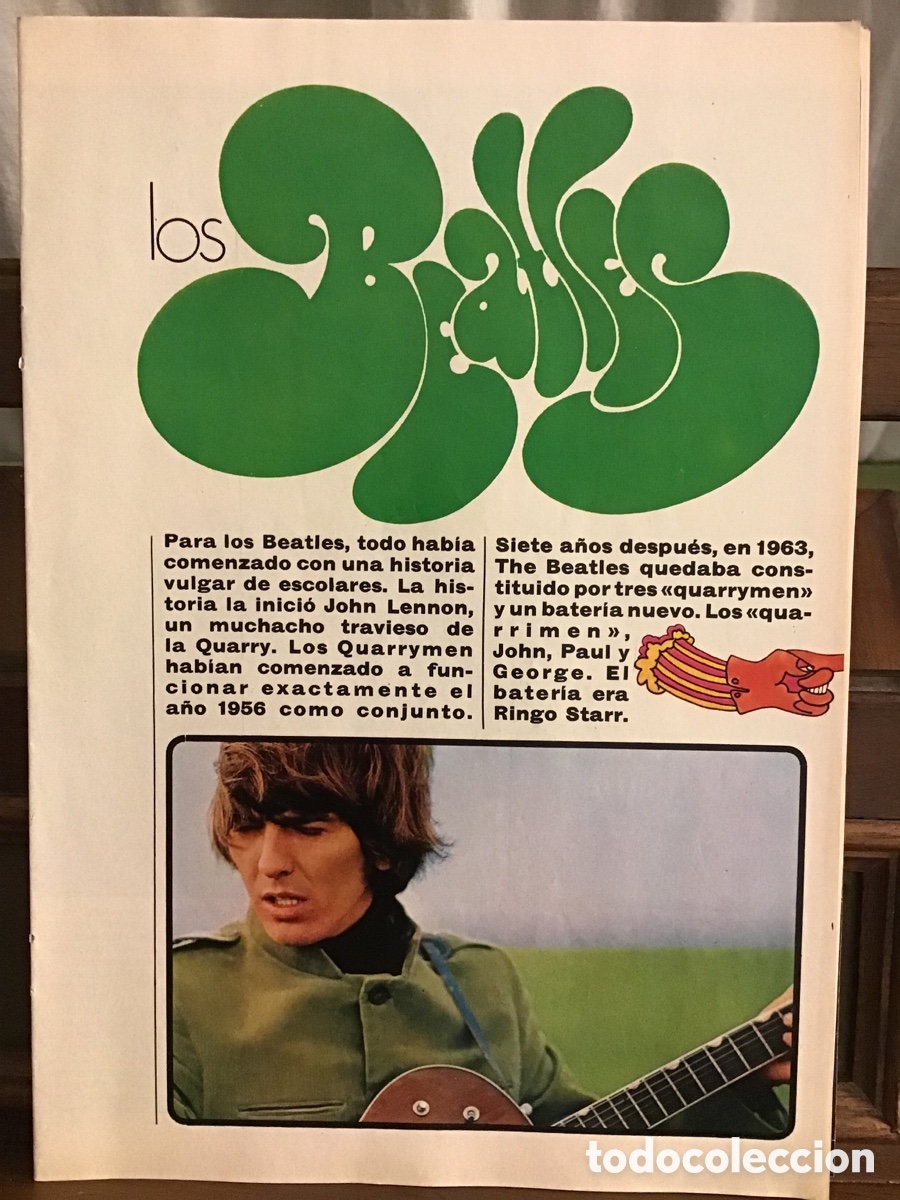 los
Beatles
Para los Beatles, todo había
comenzado con una historia
vulgar de escolares. La his-
toria la inició John Lennon,
un muchacho travieso de
la Quarry. Los Quarrymen
habían comenzado a fun-
cionar exactamente el
año 1956 como conjunto.
Siete años después, en 1963,
The Beatles quedaba cons-
tituido por tres «quarrymen»
y un batería nuevo. Los «qua-
rrimen»,
John, Paul y
George. El
batería era
Ringo Starr.
todocoleccion